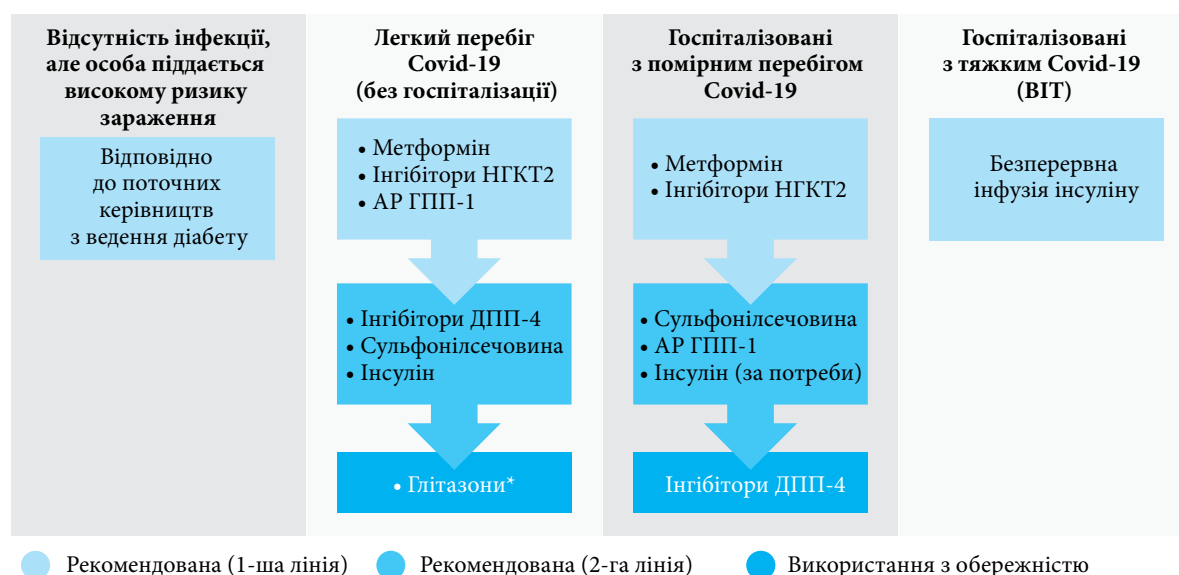 Відсутність інфекції,
але особа піддається
високому ризику
зараження
Відповідно
до поточних
керівництв
з ведення діабету
Легкий перебіг
Covid-19
(без госпіталізації)
• Метформін
• Інгібітори НГКТ2
• АР ГПП-1
• Інгібітори ДПП-4
• Сульфонілсечовина
• Інсулін
• Глітазони*
Госпіталізовані
з помірним перебігом
Covid-19
• Метформін
• Інгібітори НГКТ2
• Сульфонілсечовина
• АР ГПП-1
• Інсулін (за потреби)
Інгібітори ДПП-4
Госпіталізовані
з тяжким Covid-19
(ВІТ)
Безперервна
інфузія інсуліну
Рекомендована (1-ша лінія)
Рекомендована (2-га лінія)
Використання з обережністю